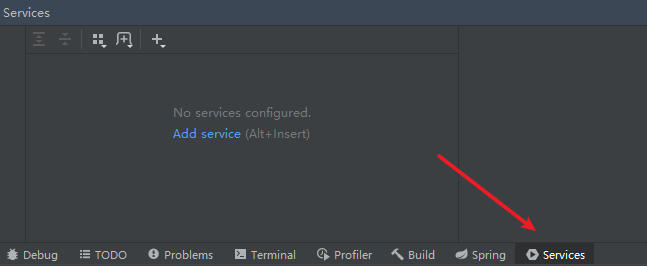 Services
No services configured.
Add service (Alt+Insert)
Debug TODO Problems Terminal Profiler Build Spring Services